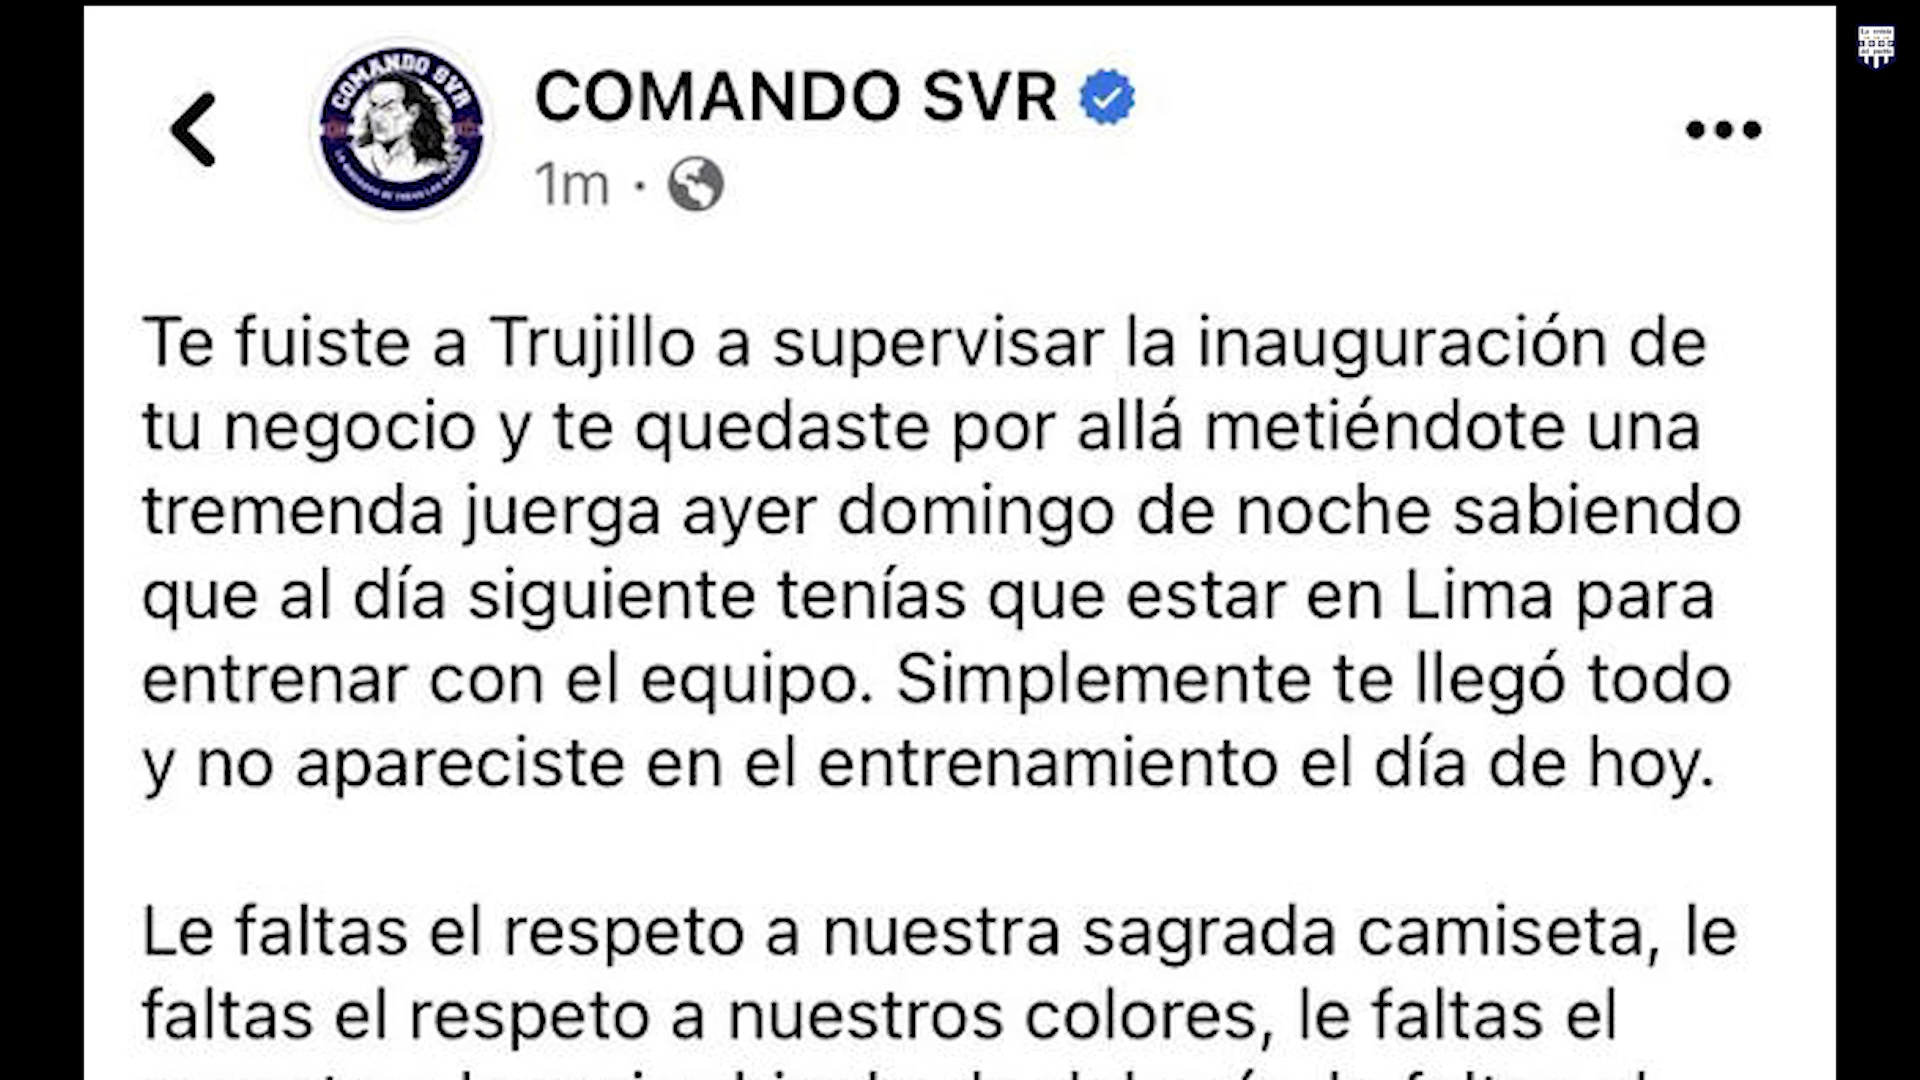 COMANDO SVR
COMANDO SVR
1m
Te fuiste a Trujillo a supervisar la inauguración de
tu negocio y te quedaste por allá metiéndote una
tremenda juerga ayer domingo de noche sabiendo
que al día siguiente tenías que estar en Lima para
entrenar con el equipo. Simplemente te llegó todo
y no apareciste en el entrenamiento el día de hoy.
Le faltas el respeto a nuestra sagrada camiseta, le
faltas el respeto a nuestros colores, le faltas el